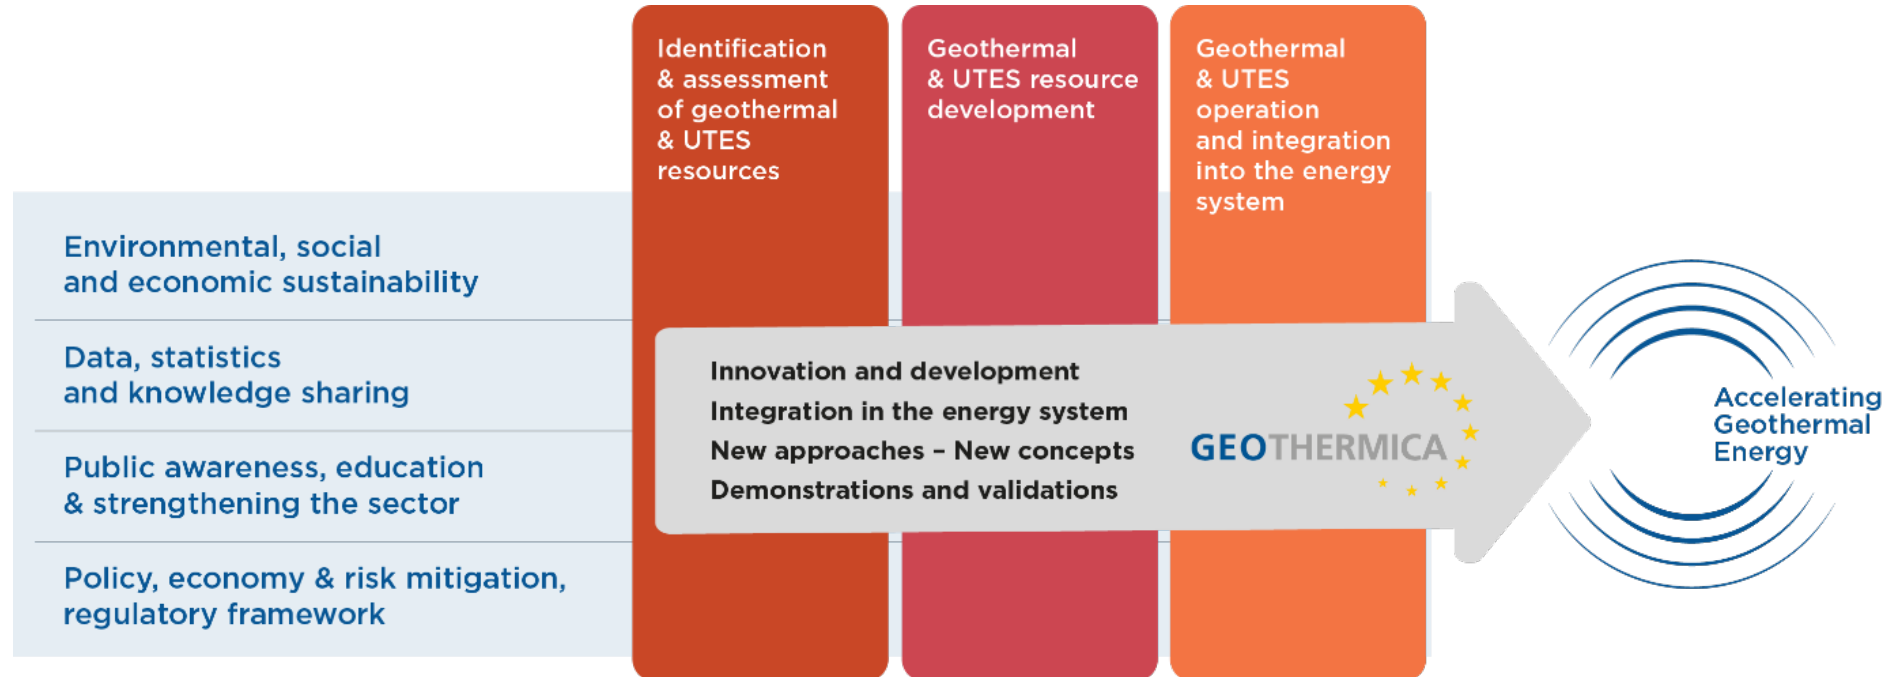 Identification
& assessment
of geothermal
& UTES
resources
Geothermal
& UTES resource
development
Geothermal
& UTES
operation
and integration
into the energy
system
Environmental, social
and economic sustainability
Data, statistics
and knowledge sharing
Public awareness, education
& strengthening the sector
Policy, economy & risk mitigation,
regulatory framework
Innovation and development
Integration in the energy system
New approaches – New concepts
Demonstrations and validations
GEOTHERMICA
Accelerating
Geothermal
Energy